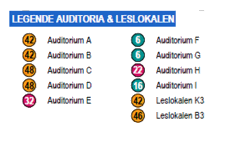 LEGENDE AUDITORIA & LESLOKALEN
42 Auditorium A
42 Auditorium B
48 Auditorium C
48 Auditorium D
32 Auditorium E
6 Auditorium F
6 Auditorium G
22 Auditorium H
16 Auditorium I
42 Leslokalen K3
46 Leslokalen B3